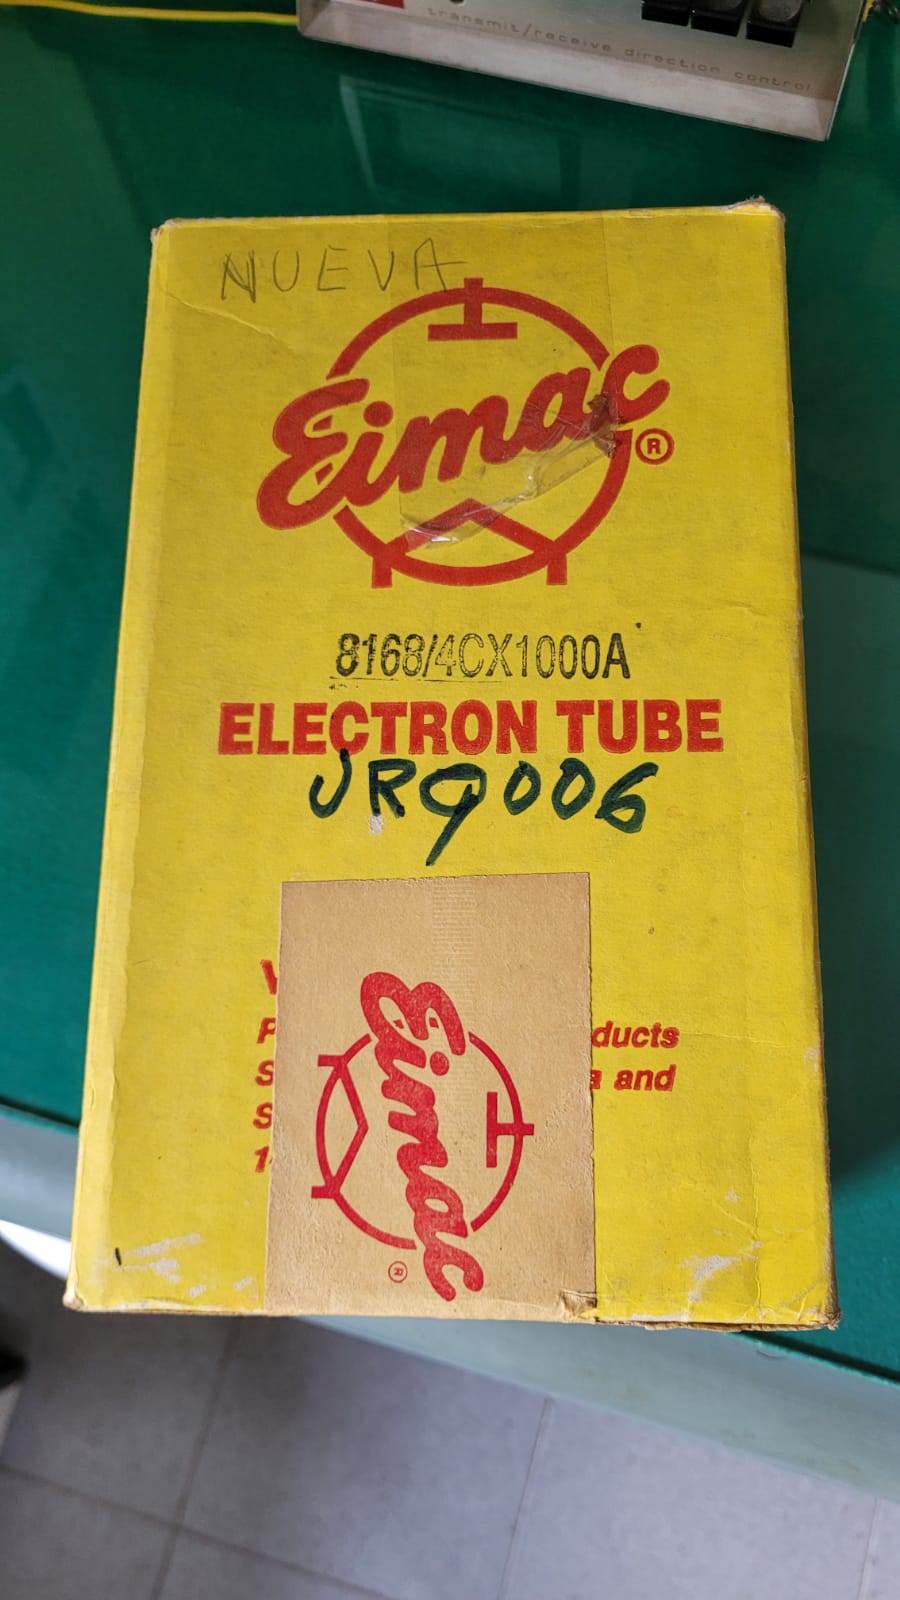 transmit/receive direction control
NUEVA
Eimac
®
8168/4CX1000A
ELECTRON TUBE
JR9006
ducts
and
Eimac
®